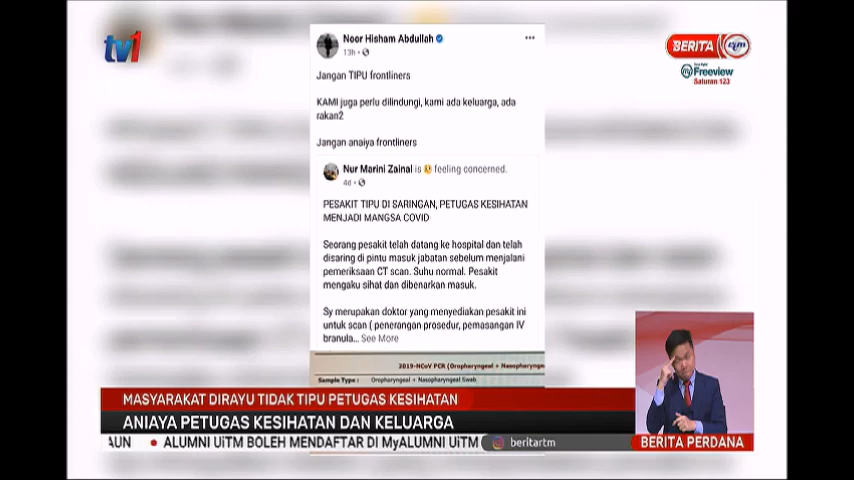 tv1
BERITA rtm
myFreeview
Saluran 123
Noor Hisham Abdullah
13h
Jangan TIPU frontliners
KAMI juga perlu dilindungi, kami ada keluarga, ada
rakan2
Jangan anaiya frontliners
Nur Marini Zainal is feeling concerned.
4d
PESAKIT TIPU DI SARINGAN, PETUGAS KESIHATAN
MENJADI MANGSA COVID
Seorang pesakit telah datang ke hospital dan telah
disaring di pintu masuk jabatan sebelum menjalani
pemeriksaan CT scan. Suhu normal. Pesakit
mengaku sihat dan dibenarkan masuk.
Sy merupakan doktor yang menyediakan pesakit ini
untuk scan ( penerangan prosedur, pemasangan IV
branula... See More
2019-NCoV PCR (Oropharyngeal + Nasopharynge
Sample Type : Oropharyngeal + Nasopharyngeal Swab
MASYARAKAT DIRAYU TIDAK TIPU PETUGAS KESIHATAN
ANIAYA PETUGAS KESIHATAN DAN KELUARGA
AUN • ALUMNI UiTM BOLEH MENDAFTAR DI MyALUMNI UiTM
beritartm
BERITA PERDANA